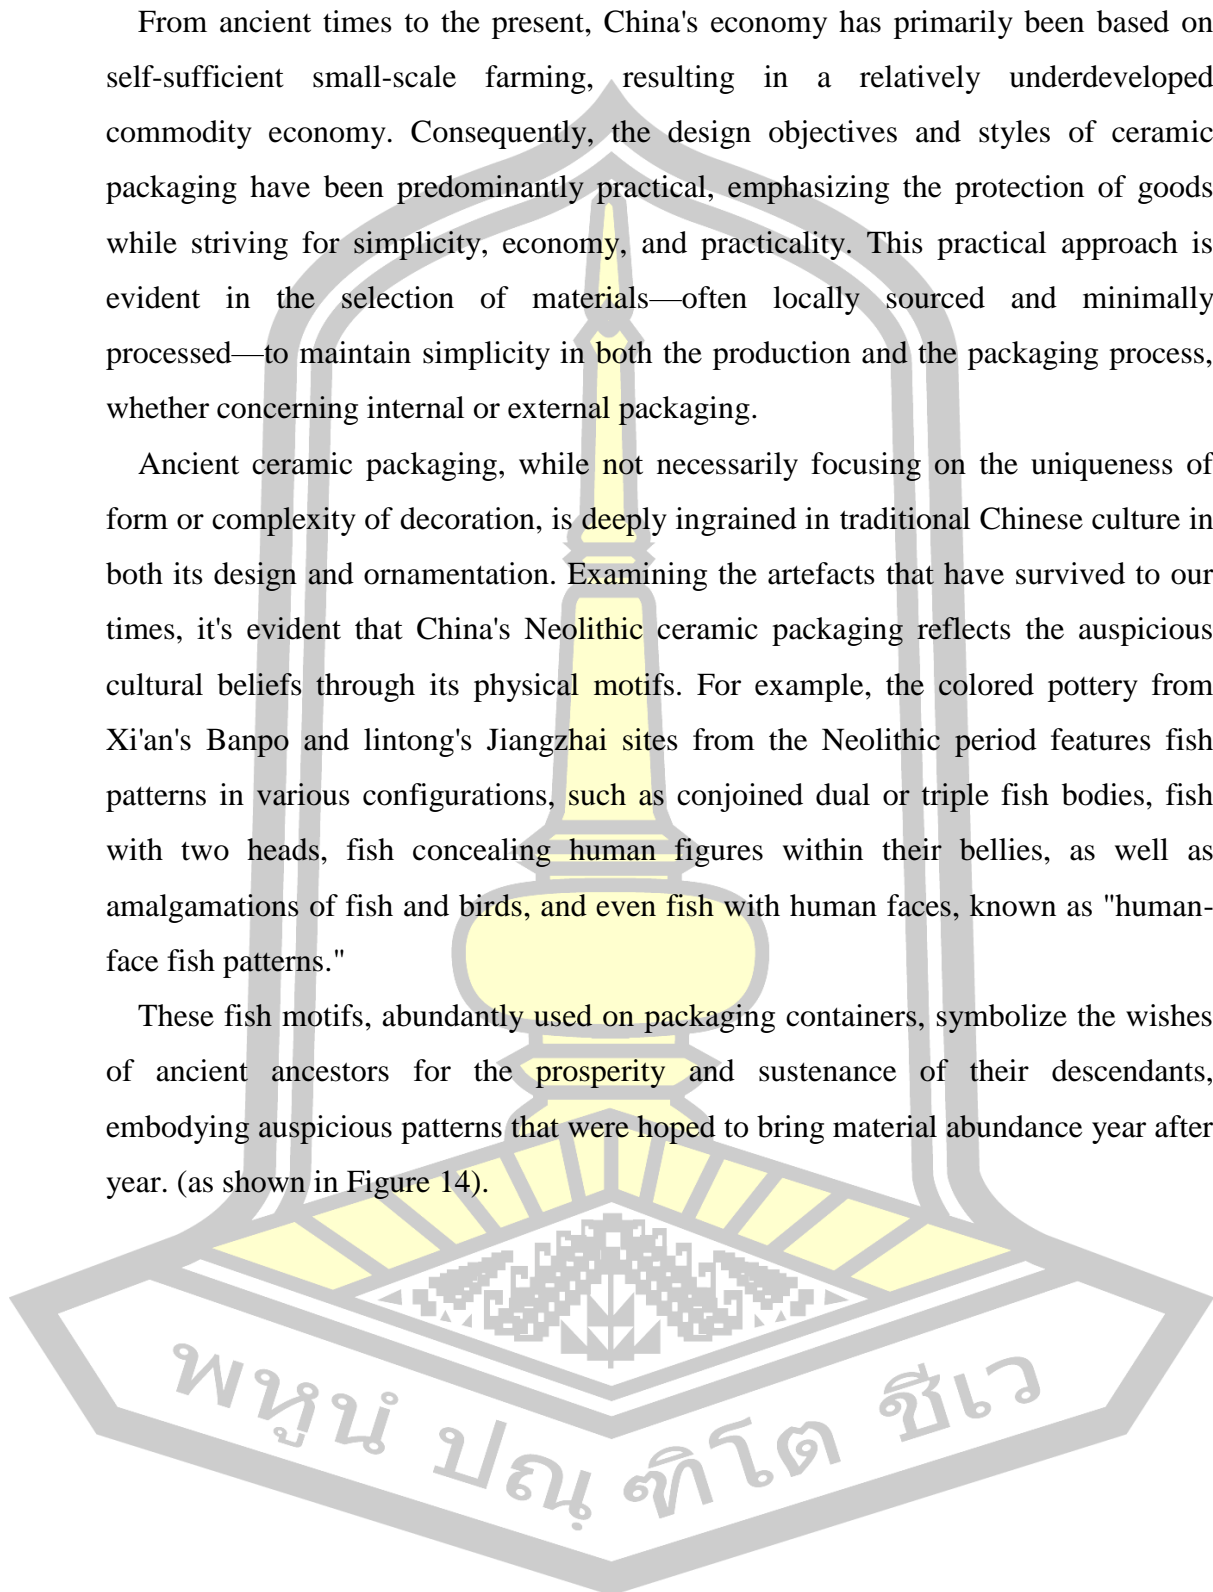 From ancient times to the present, China's economy has primarily been based on
self-sufficient small-scale farming, resulting in a relatively underdeveloped
commodity economy. Consequently, the design objectives and styles of ceramic
packaging have been predominantly practical, emphasizing the protection of goods
while striving for simplicity, economy, and practicality. This practical approach is
evident in the selection of materials—often locally sourced and minimally
processed—to maintain simplicity in both the production and the packaging process,
whether concerning internal or external packaging.
Ancient ceramic packaging, while not necessarily focusing on the uniqueness of
form or complexity of decoration, is deeply ingrained in traditional Chinese culture in
both its design and ornamentation. Examining the artefacts that have survived to our
times, it's evident that China's Neolithic ceramic packaging reflects the auspicious
cultural beliefs through its physical motifs. For example, the colored pottery from
Xi'an's Banpo and lintong's Jiangzhai sites from the Neolithic period features fish
patterns in various configurations, such as conjoined dual or triple fish bodies, fish
with two heads, fish concealing human figures within their bellies, as well as
amalgamations of fish and birds, and even fish with human faces, known as "human-
face fish patterns."
These fish motifs, abundantly used on packaging containers, symbolize the wishes
of ancient ancestors for the prosperity and sustenance of their descendants,
embodying auspicious patterns that were hoped to bring material abundance year after
year. (as shown in Figure 14).
พหูนํ ปณฺฑิโต ชีเว